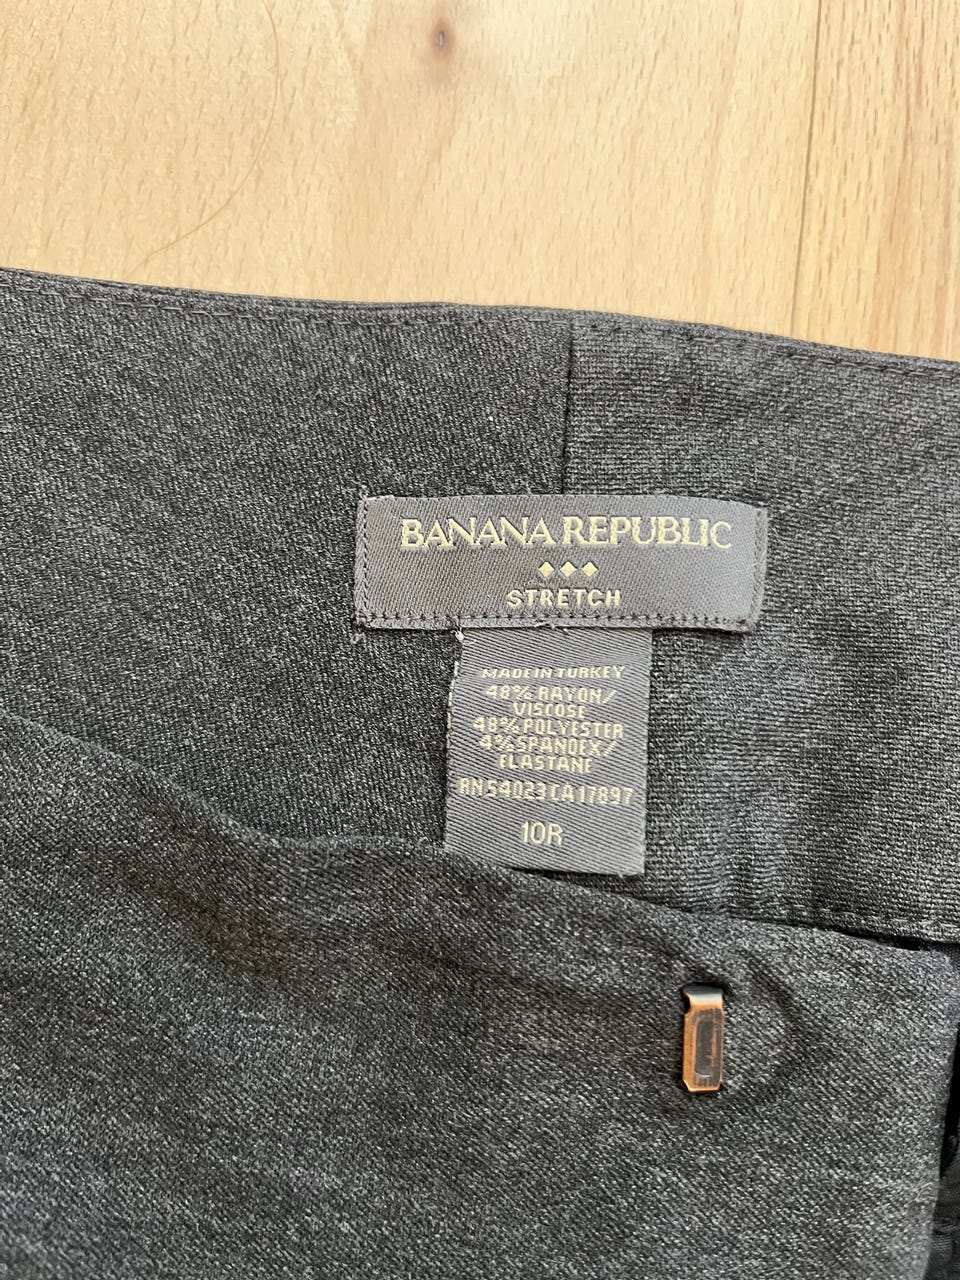 BANANA REPUBLIC
STRETCH
MADE IN TURKEY
48% RAYON/
VISCOSE
48% POLYESTER
4% SPANDEX/
ELASTANE
RN54023 CA17897
10R